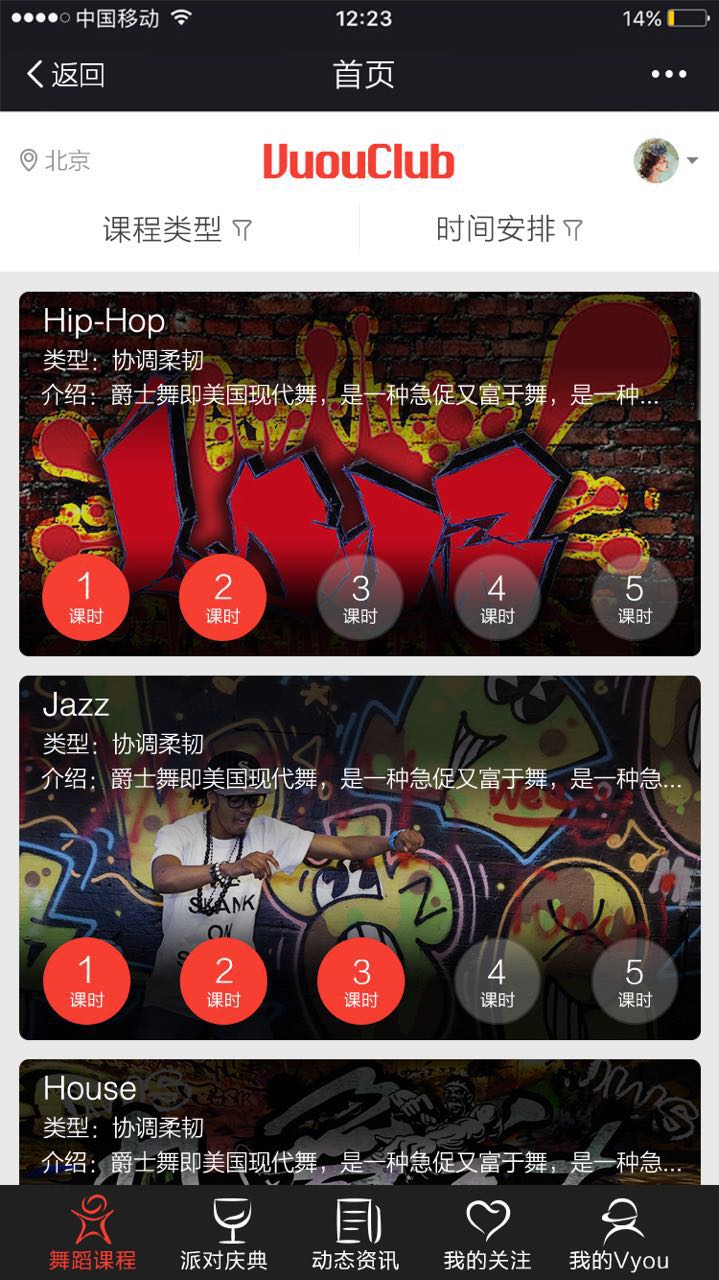 中国移动 12:23 14%
返回 首页
北京 VuouClub
课程类型 时间安排
Hip-Hop
类型：协调柔韧
介绍：爵士舞即美国现代舞，是一种急促又富于舞，是一种...
1 2 3 4 5
课时 课时 课时 课时 课时
Jazz
类型：协调柔韧
介绍：爵士舞即美国现代舞，是一种急促又富于舞，是一种急...
SKANK
ON
1 2 3 4 5
课时 课时 课时 课时 课时
House
类型：协调柔韧
介绍：爵士舞即美国现代舞，是一种急促又富于舞，是一种急...
舞蹈课程 派对庆典 动态资讯 我的关注 我的Vyou